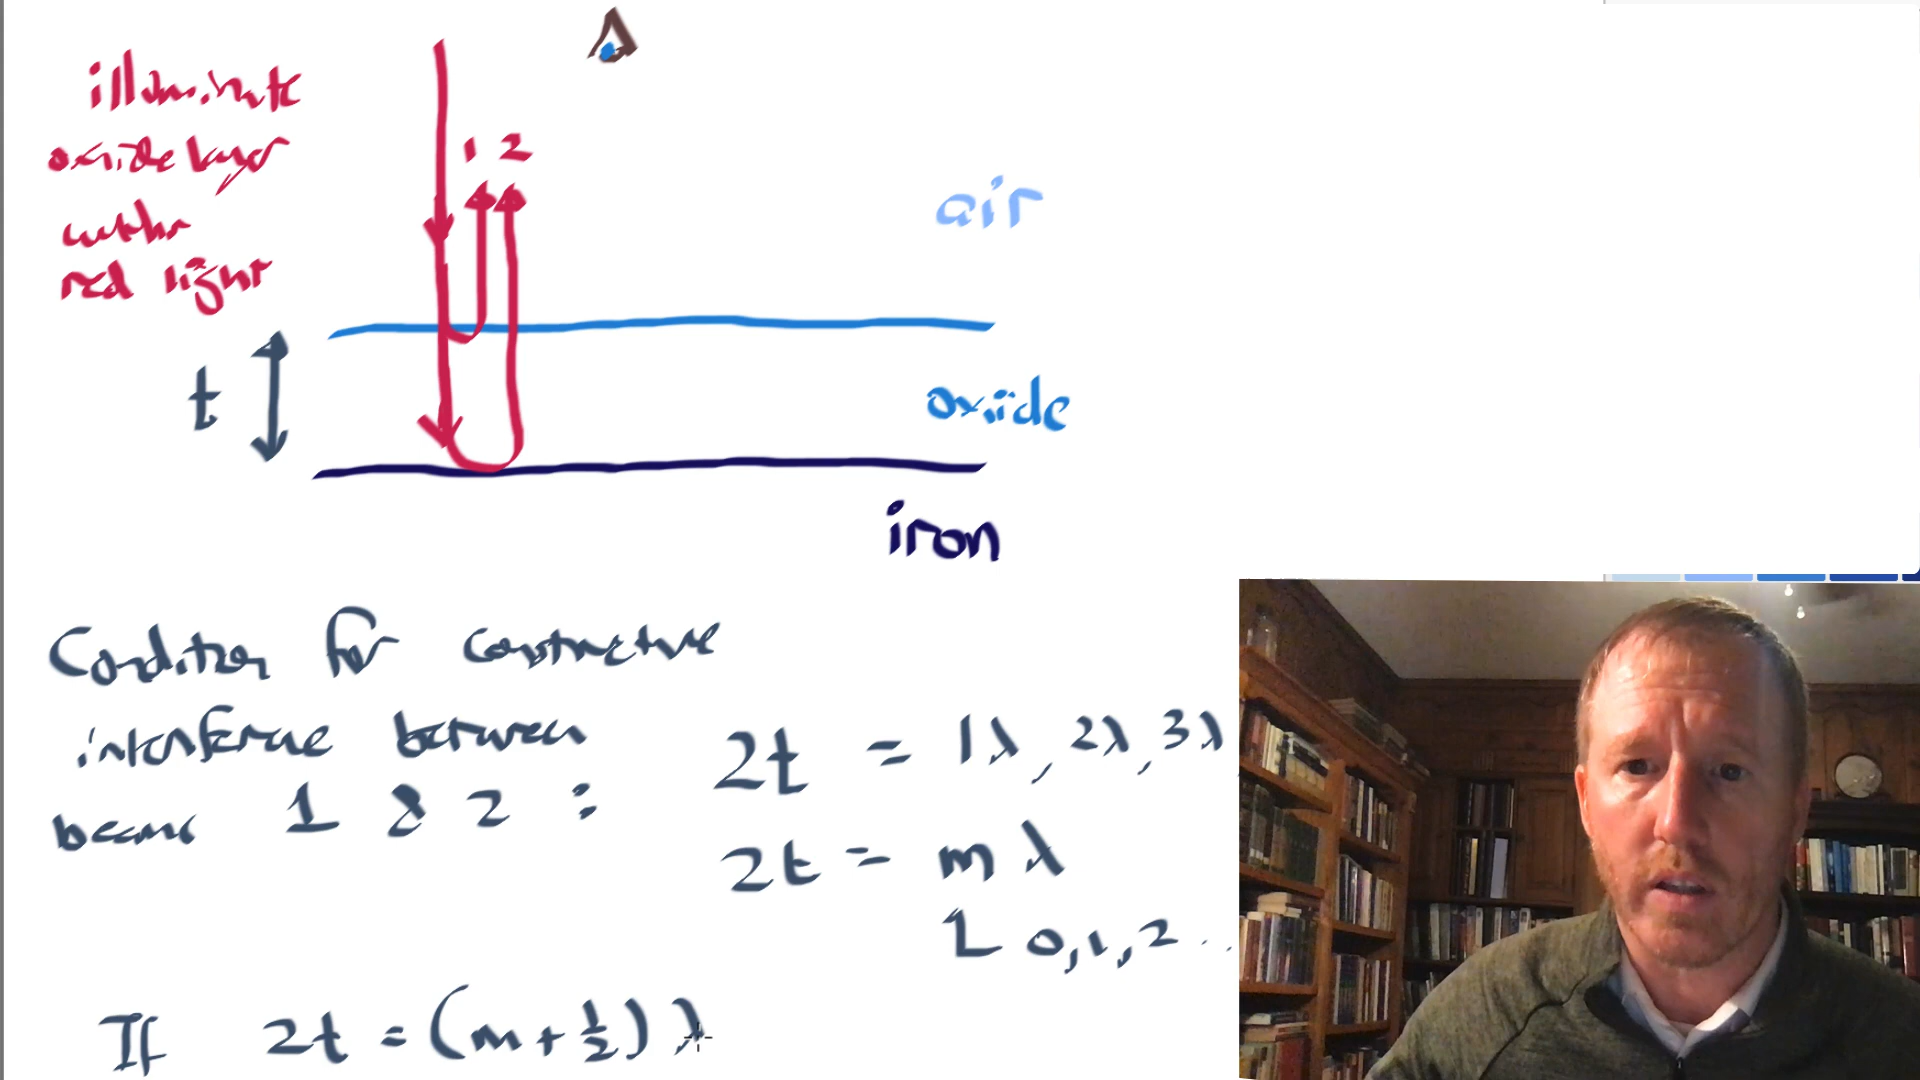 illuminate
oxide layer
with
red light
1 2
air
t
oxide
iron
Condition for constructive
interference between
beams 1 & 2 :
2t = 1λ, 2λ, 3λ
2t = m λ
0, 1, 2 ..
If 2t = (m + 1/2) λ